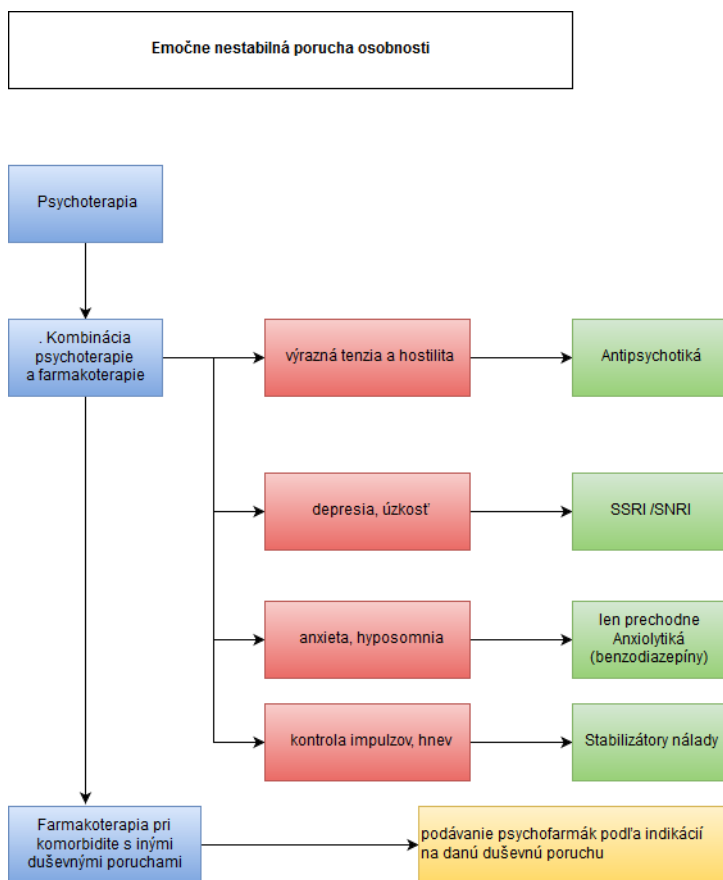 Emočne nestabilná porucha osobnosti
Psychoterapia
. Kombinácia
psychoterapie
a farmakoterapie
výrazná tenzia a hostilita
Antipsychotiká
depresia, úzkosť
SSRI /SNRI
anxieta, hyposomnia
len prechodne
Anxiolytiká
(benzodiazepíny)
kontrola impulzov, hnev
Stabilizátory nálady
Farmakoterapia pri
komorbidite s inými
duševnými poruchami
podávanie psychofarmák podľa indikácií
na danú duševnú poruchu